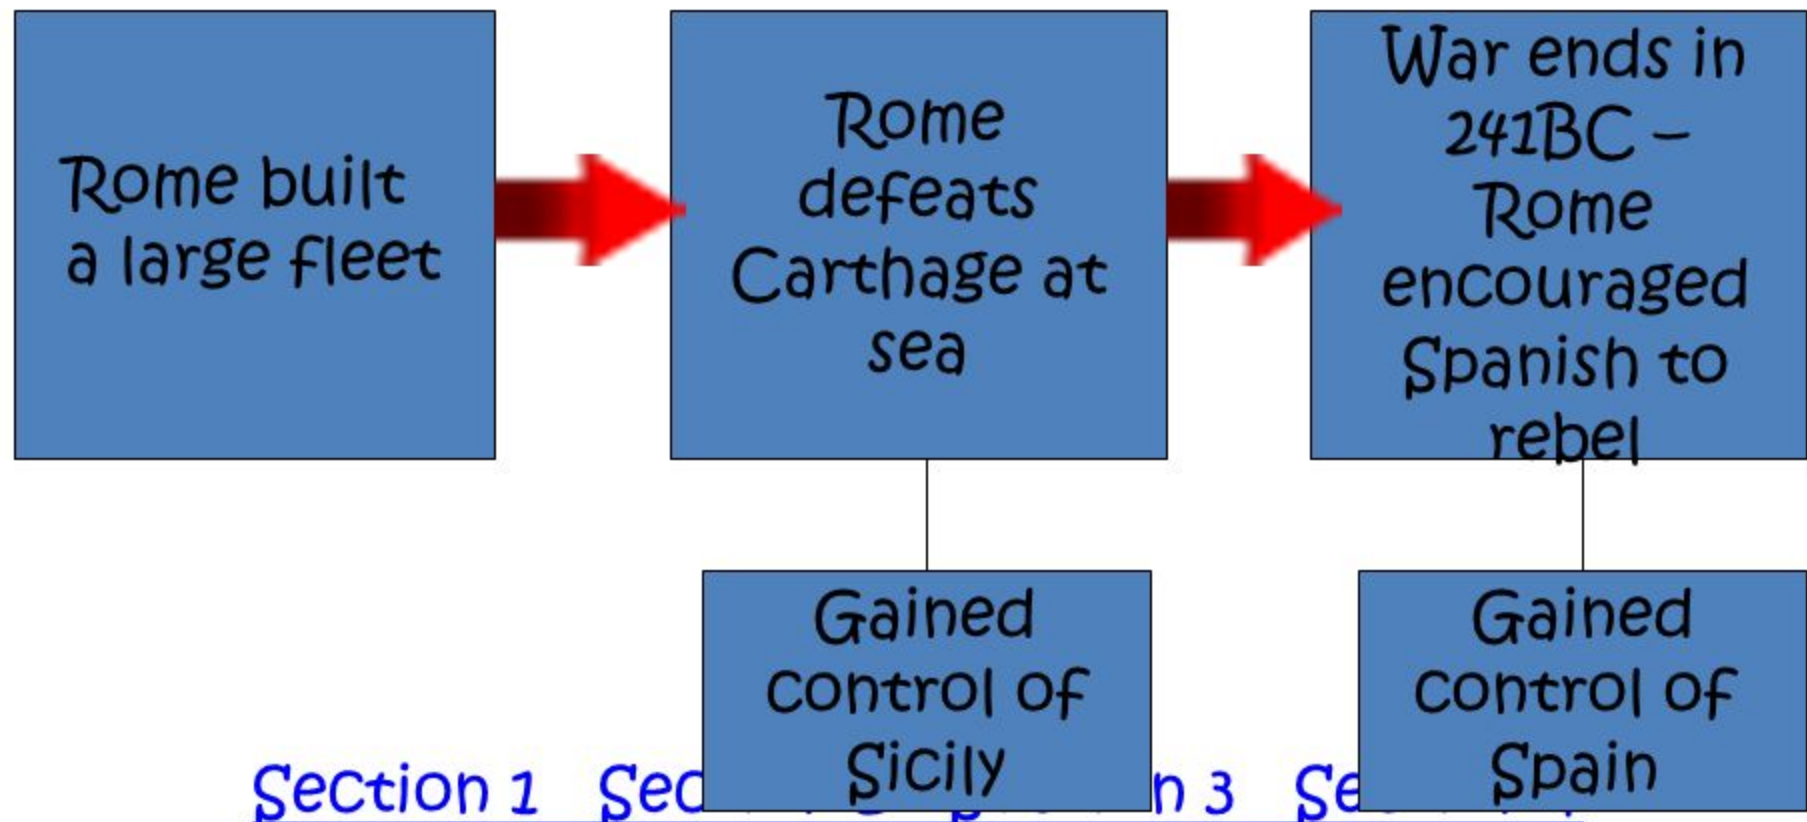 Rome built
a large fleet
Rome
defeats
Carthage at
sea
War ends in
241BC –
Rome
encouraged
Spanish to
rebel
Gained
control of
Sicily
Gained
control of
Spain
Section 1